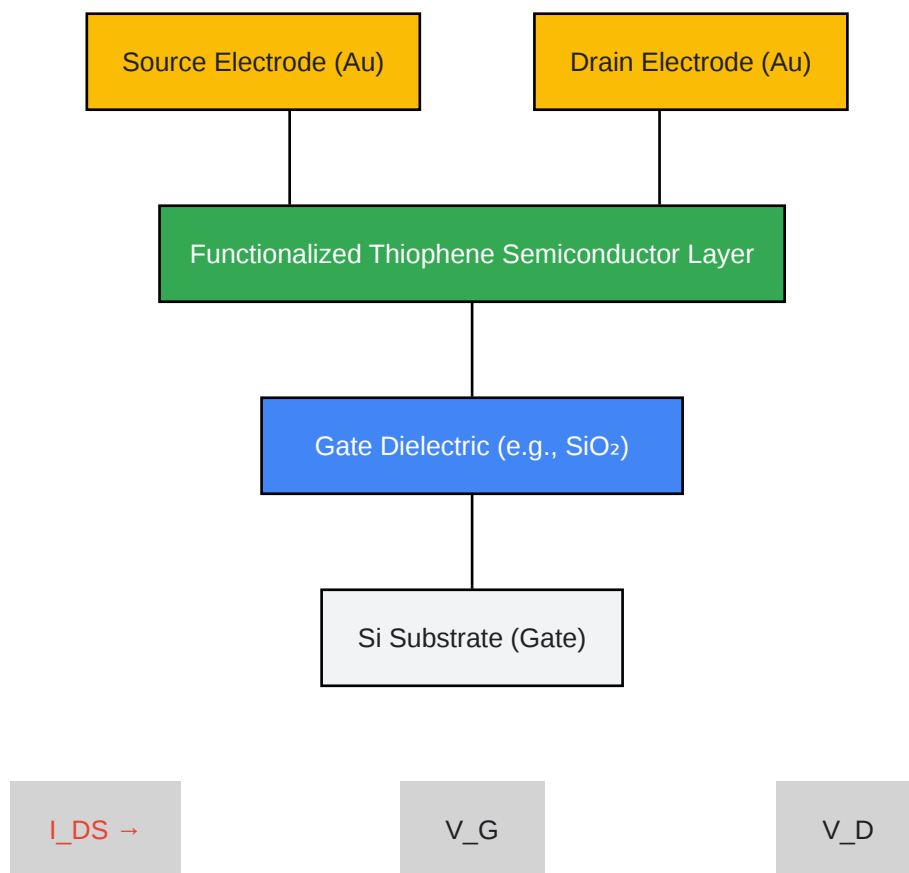 Source Electrode (Au)
Drain Electrode (Au)
Functionalized Thiophene Semiconductor Layer
Gate Dielectric (e.g., SiO₂)
Si Substrate (Gate)
I_DS →
V_G
V_D